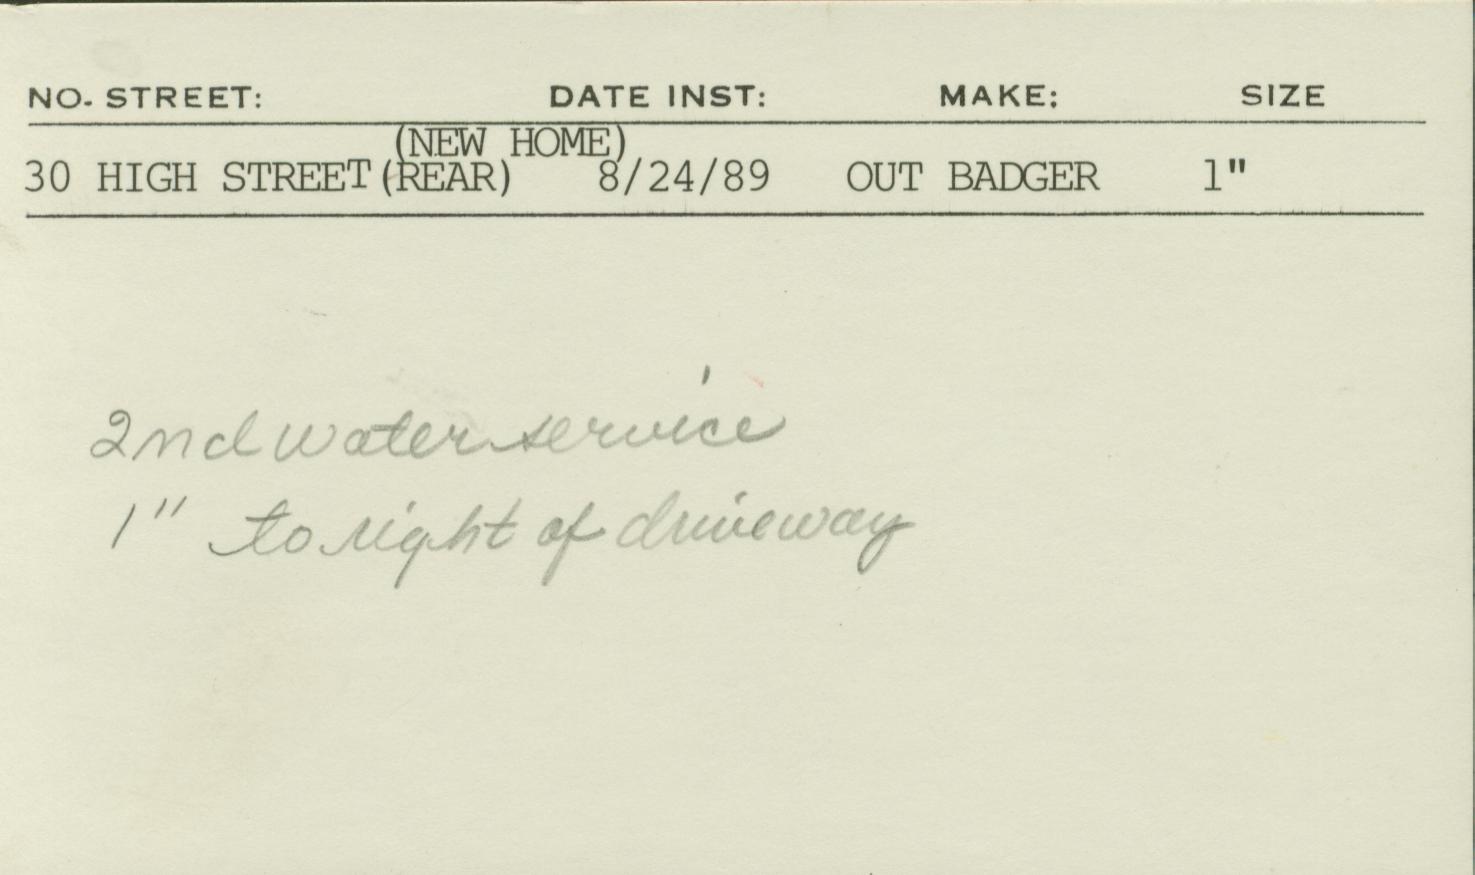 NO. STREET: DATE INST: MAKE: SIZE
(NEW HOME)
30 HIGH STREET (REAR) 8/24/89 OUT BADGER 1"
2nd water service
1" to right of driveway